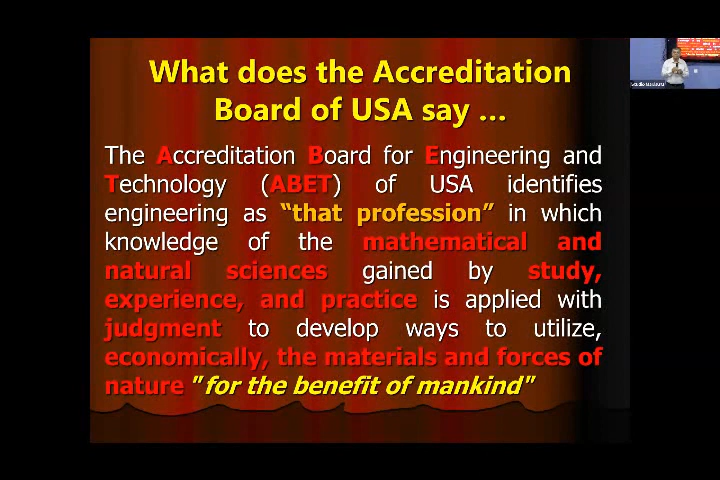 What does the Accreditation
Board of USA say ...
The Accreditation Board for Engineering and
Technology (ABET) of USA identifies
engineering as “that profession” in which
knowledge of the mathematical and
natural sciences gained by study,
experience, and practice is applied with
judgment to develop ways to utilize,
economically, the materials and forces of
nature "for the benefit of mankind"